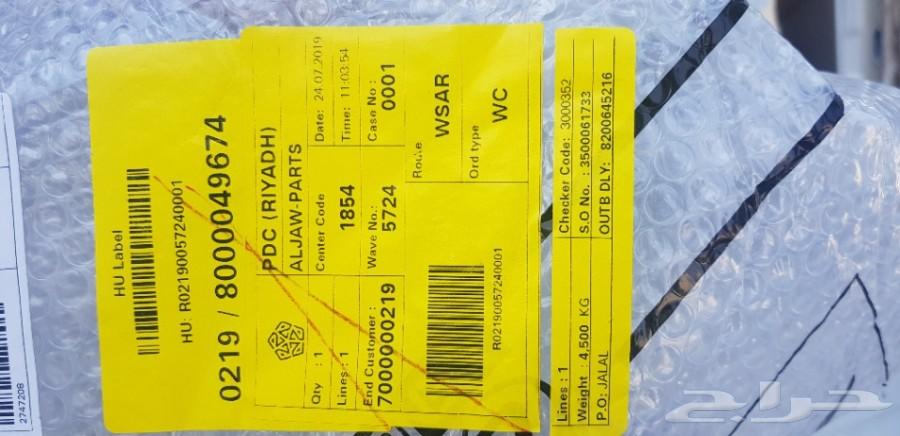 HU Label
HU: R02190057240001
0219 / 8000049674
PDC (RIYADH)
ALJAW-PARTS
Qty : 1
Center Code
1854
Date: 24.07.2019
Time: 11:03:54
Lines: 1
End Customer :
7000000219
Wave No.:
5724
Case No :
0001
Route
WSAR
Ord type
WC
R02190057240001
Lines : 1
Checker Code: 3000352
Weight : 4,500 KG
S.O No. : 3500061733
P.O: JALAL
OUTB DLY: 8200645216
2747208
حراج